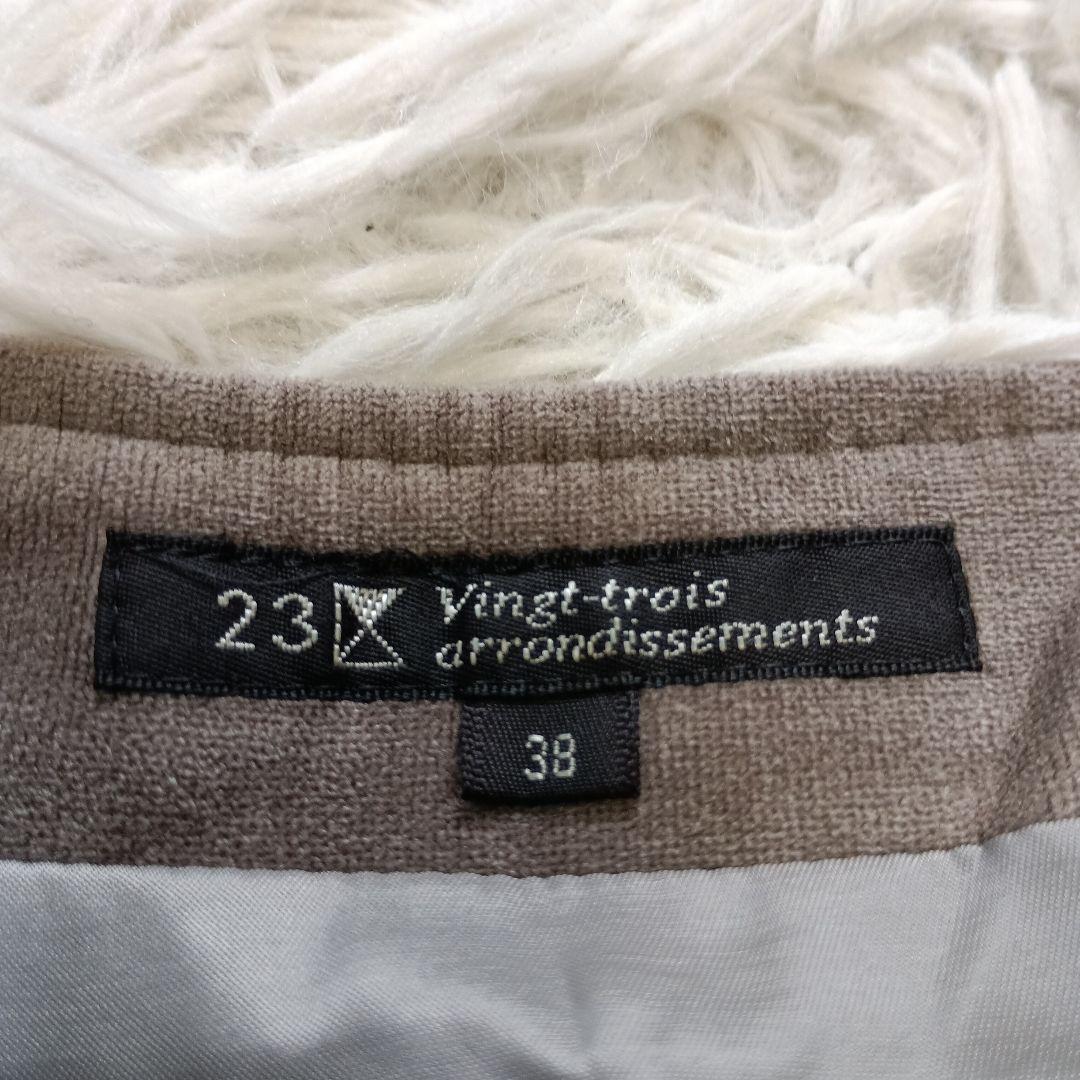 23 Vingt-trois
arrondissements
38